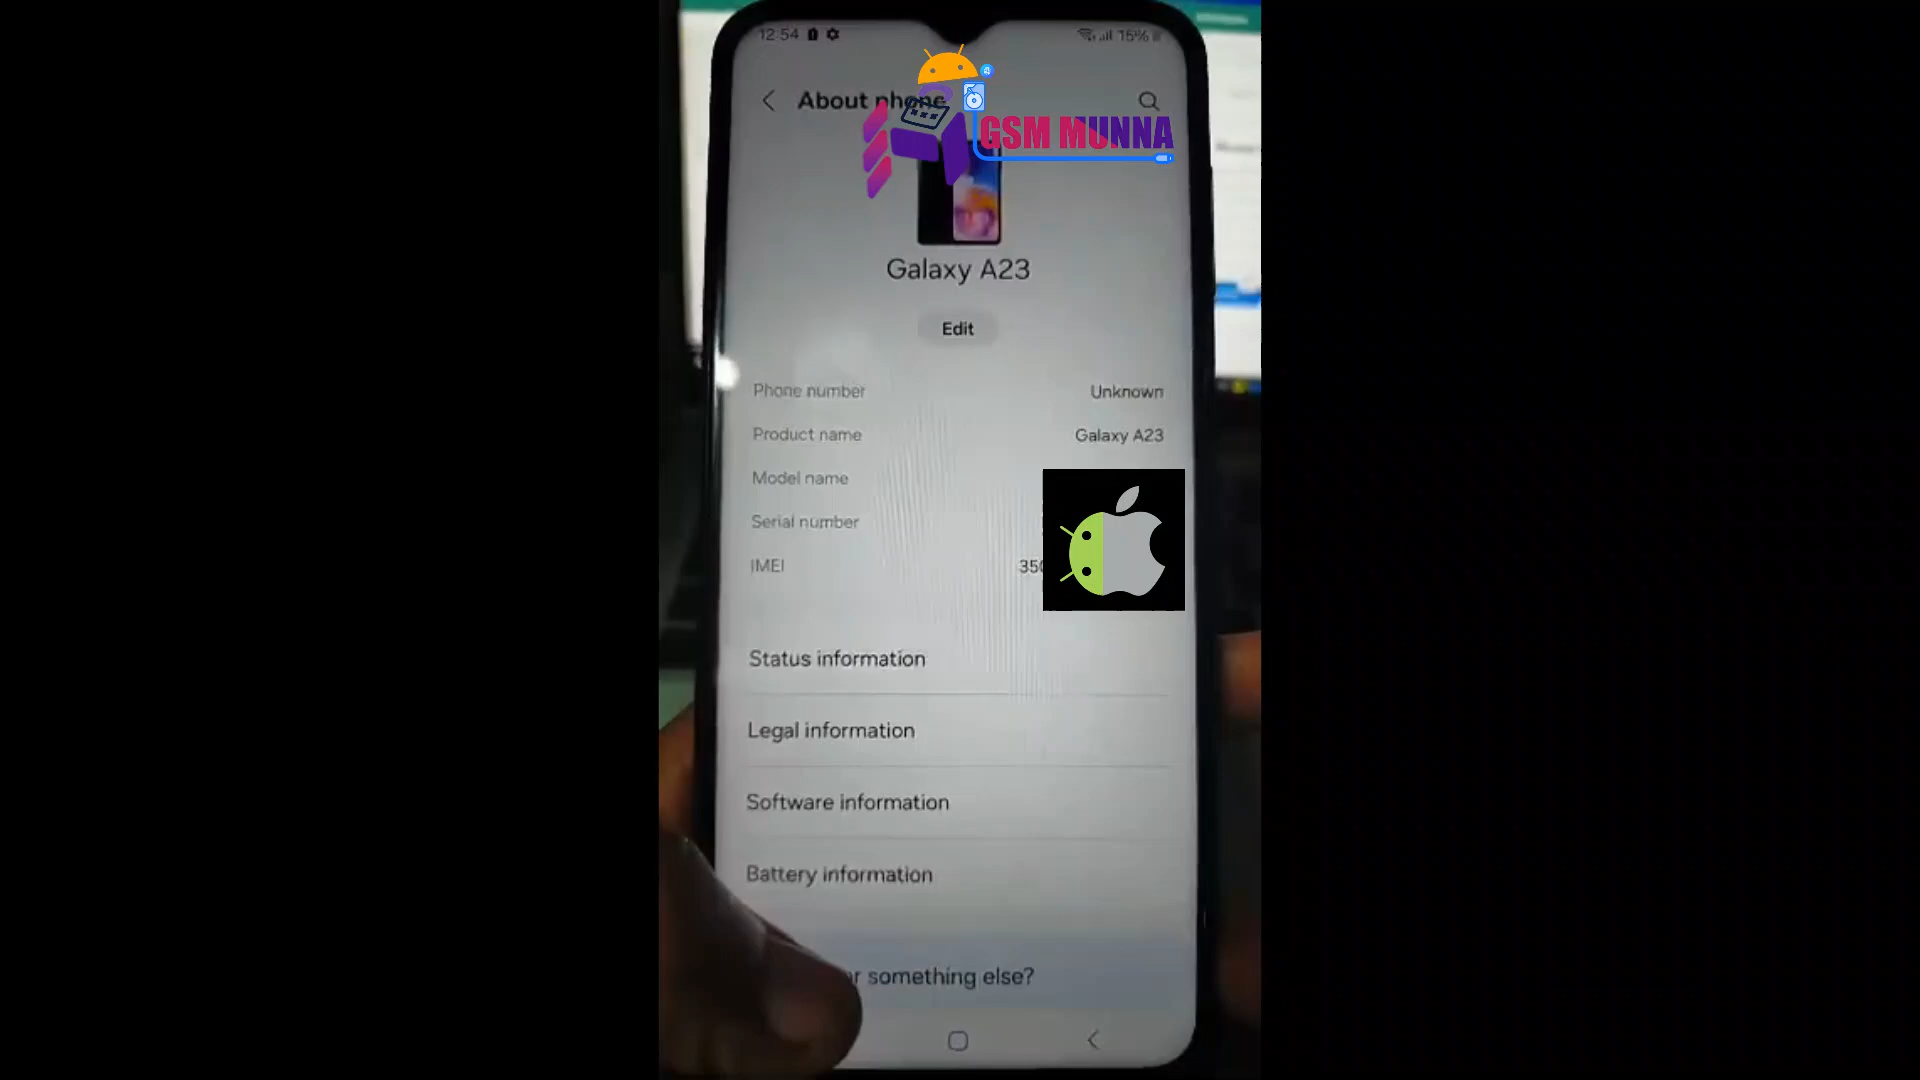 12:54 15%
About phone
GSM MUNNA
Galaxy A23
Edit
Phone number Unknown
Product name Galaxy A23
Model name
Serial number
IMEI 350
Status information
Legal information
Software information
Battery information
something else?